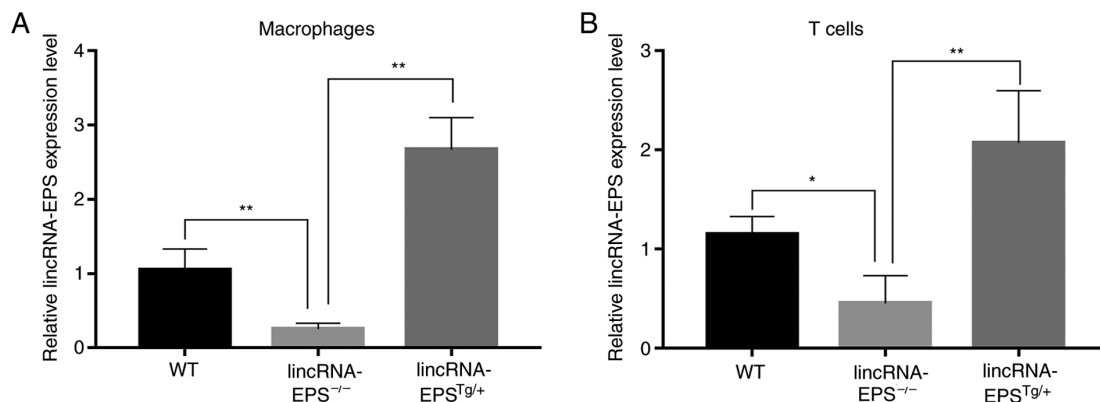 A
Macrophages
Relative lincRNA-EPS expression level
4
3
2
1
0
**
**
WT
lincRNA-
EPS−/−
lincRNA-
EPSTg/+
B
T cells
Relative lincRNA-EPS expression level
3
2
1
0
*
**
WT
lincRNA-
EPS−/−
lincRNA-
EPSTg/+